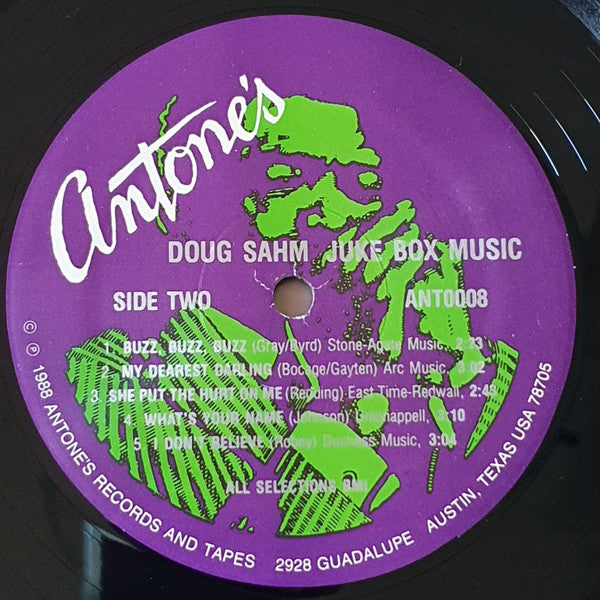 Antone's
DOUG SAHM JUKE BOX MUSIC
SIDE TWO
ANT0008
1. BUZZ, BUZZ, BUZZ (Gray/Byrd) Stone-Agate Music, 2:23
2. MY DEAREST DARLING (Bocage/Gayten) Arc Music, 3:02
3. SHE PUT THE HURT ON ME (Redding) East Time-Redwall, 2:48
4. WHAT'S YOUR NAME (Johnson) 3:10
5. I DON'T BELIEVE (Robey) Duchess Music, 3:04
ALL SELECTIONS BMI
© ℗ 1988 ANTONE'S RECORDS AND TAPES 2928 GUADALUPE AUSTIN, TEXAS USA 78705